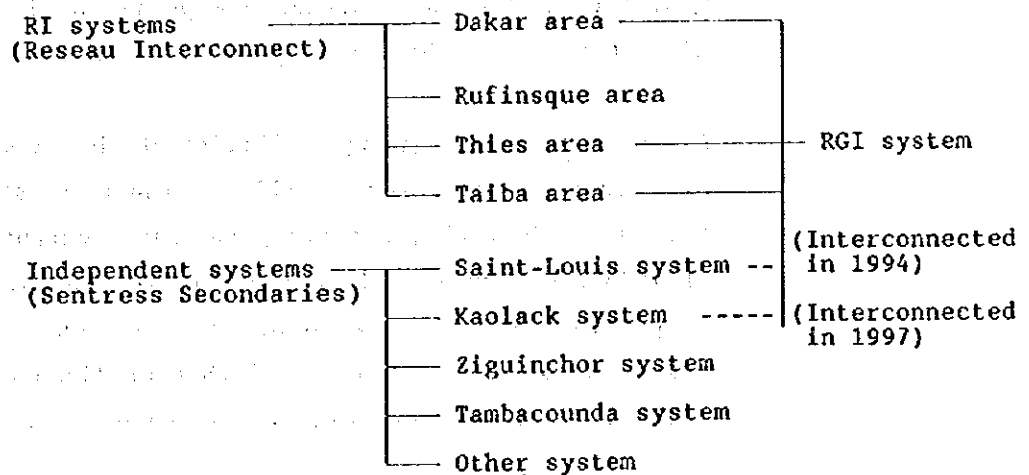 RI systems
(Reseau Interconnect)
Dakar area
Rufinsque area
Thies area
RGI system
Taiba area
Independent systems
(Sentress Secondaries)
Saint-Louis system
(Interconnected
in 1994)
Kaolack system
(Interconnected
in 1997)
Ziguinchor system
Tambacounda system
Other system